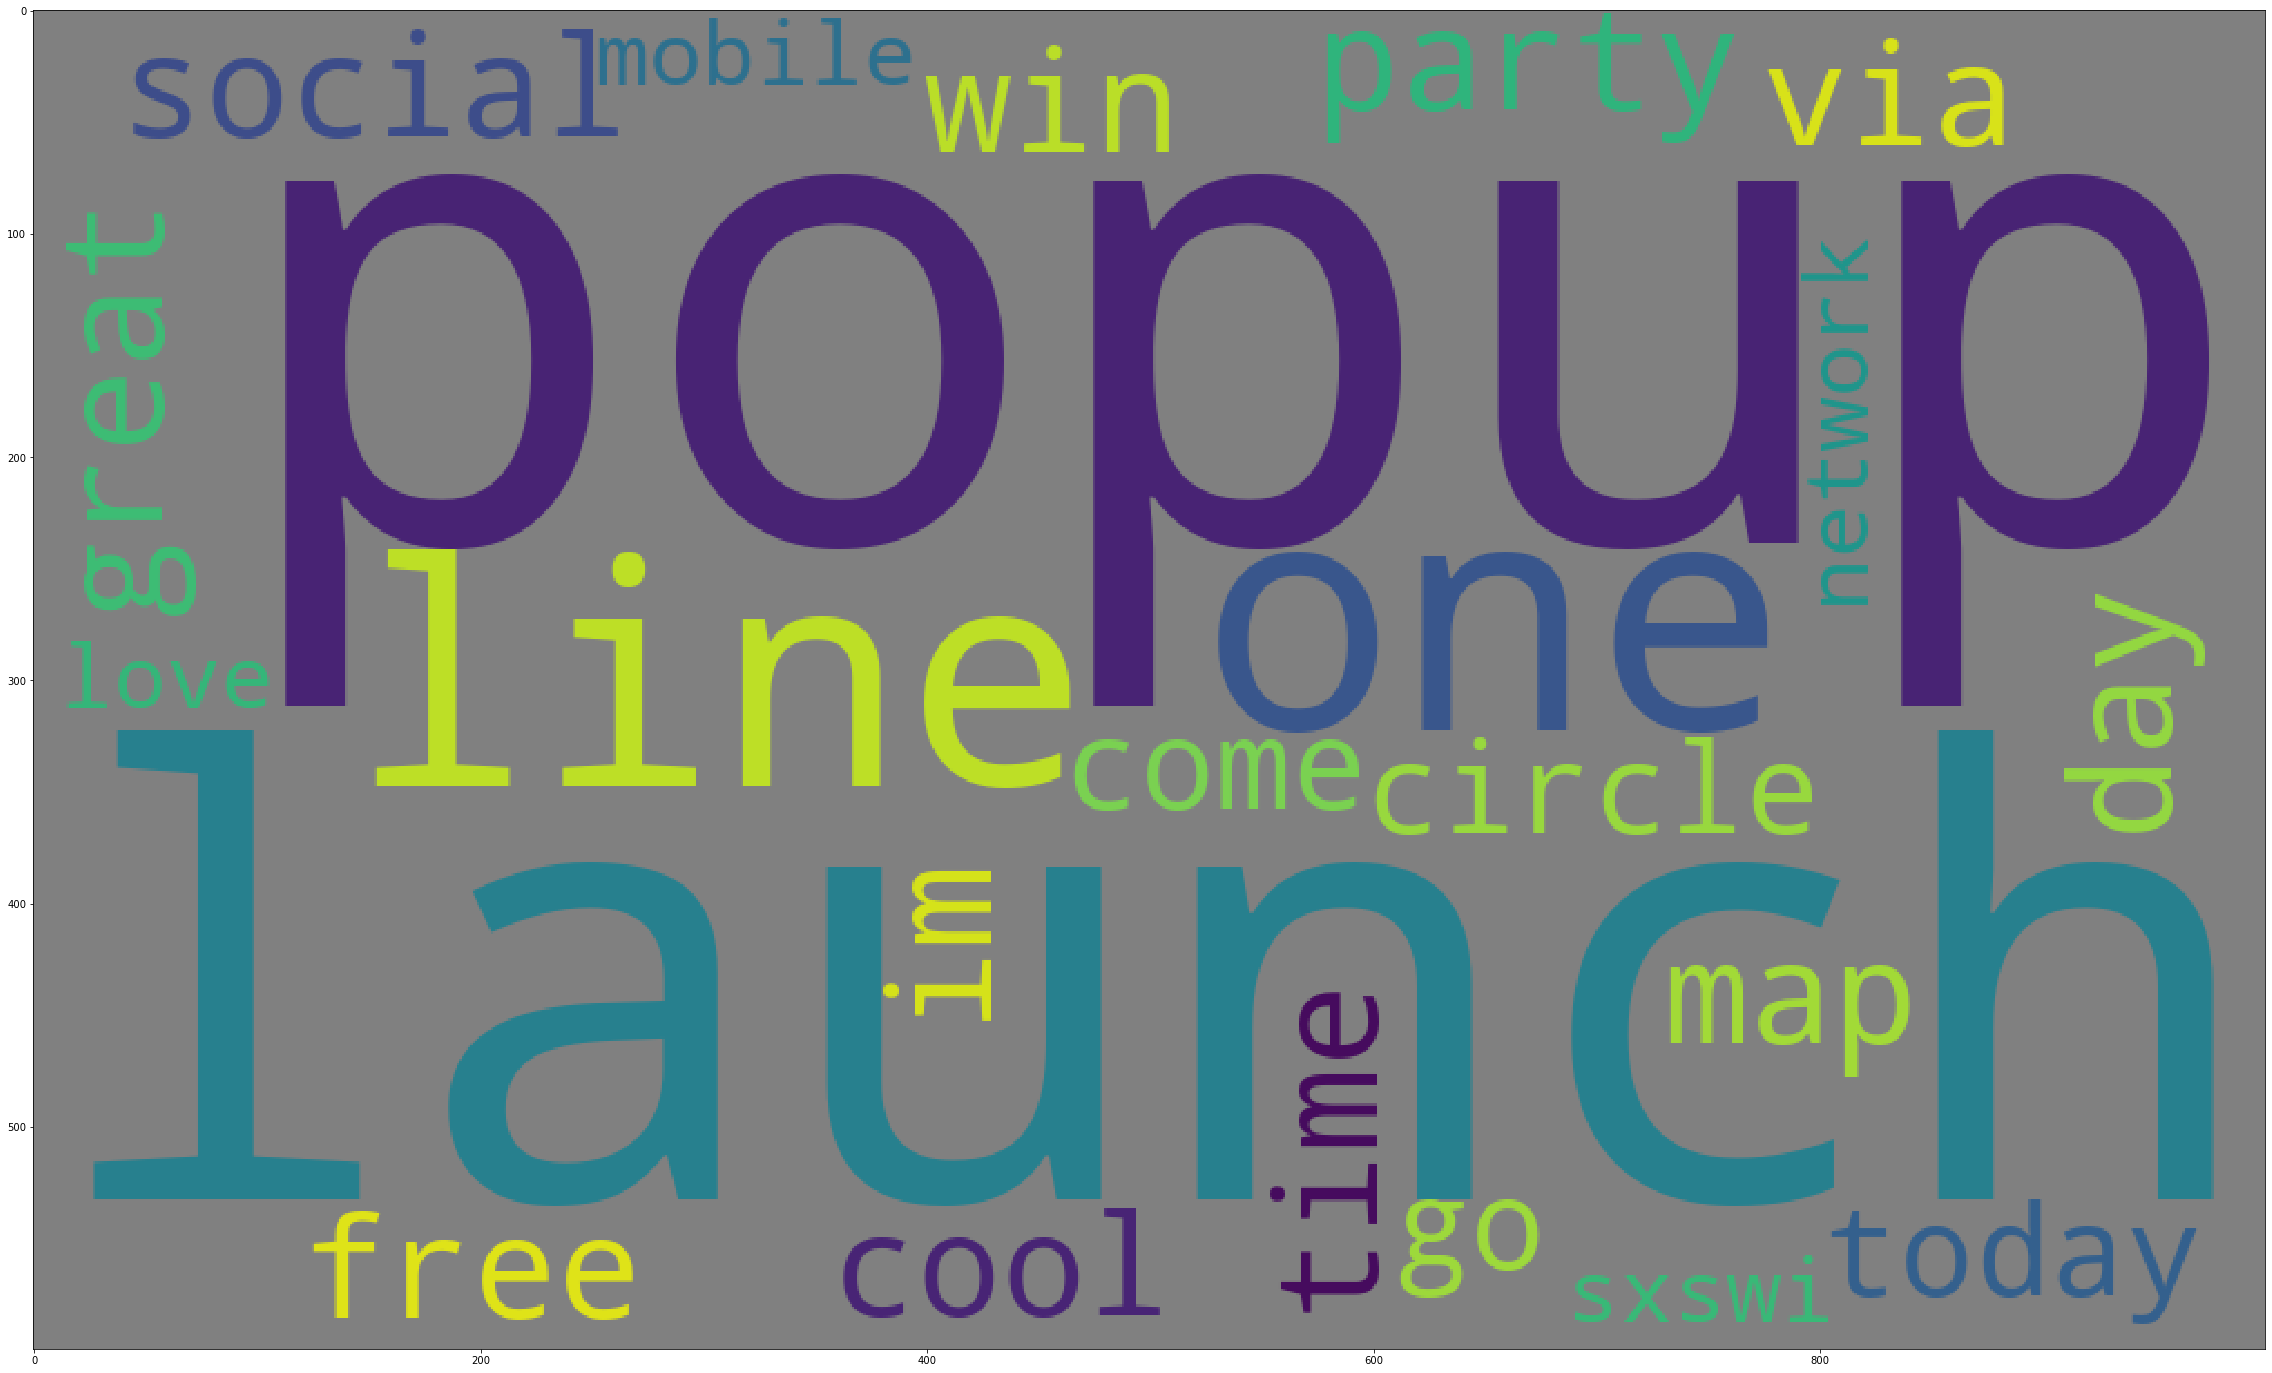 0
social
mobile
win
party
via
popup
100
great
network
200
line
one
day
love
300
launch
come
circle
im
400
map
time
500
free
cool
go
sxswi
today
0 200 400 600 800